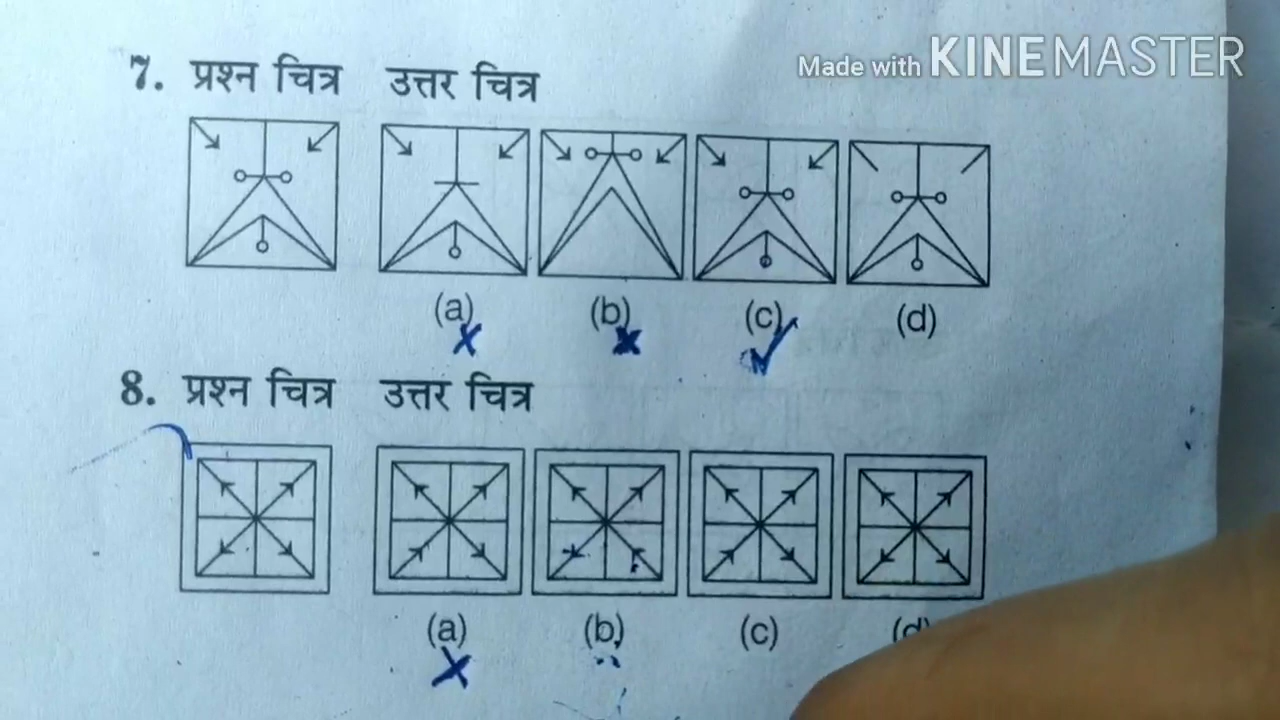 Made with KINEMASTER
7. प्रश्न चित्र उत्तर चित्र
(a) (b) (c) (d)
8. प्रश्न चित्र उत्तर चित्र
(a) (b) (c) (d)